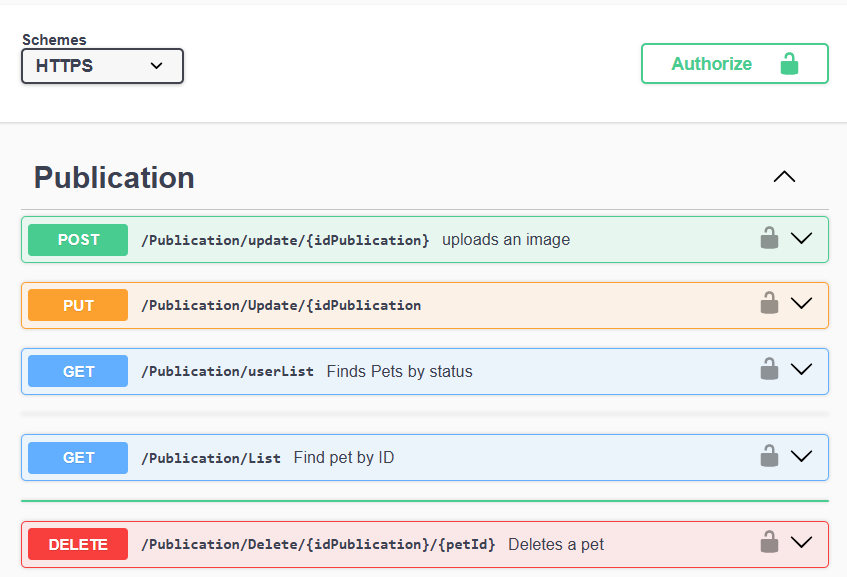 Schemes
HTTPS
Authorize
Publication
POST /Publication/update/{idPublication} uploads an image
PUT /Publication/Update/{idPublication
GET /Publication/userList Finds Pets by status
GET /Publication/List Find pet by ID
DELETE /Publication/Delete/{idPublication}/{petId} Deletes a pet